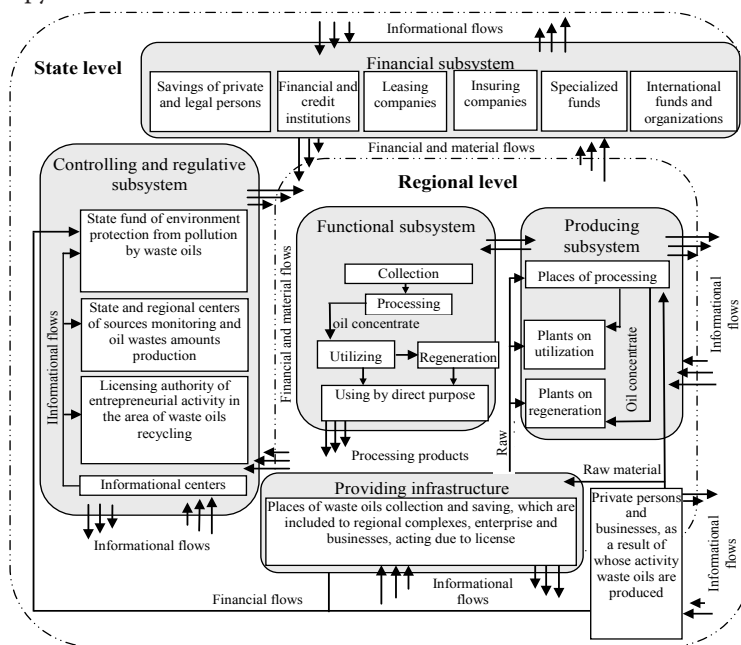 Informational flows
State level
Financial subsystem
Savings of private
and legal persons
Financial and
credit
institutions
Leasing
companies
Insuring
companies
Specialized
funds
International
funds and
organizations
Financial and material flows
Controlling and regulative
subsystem
Regional level
State fund of environment
protection from pollution
by waste oils
State and regional centers
of sources monitoring and
oil wastes amounts
production
Licensing authority of
entrepreneurial activity in
the area of waste oils
recycling
Informational centers
Iinformational flows
Informational flows
Financial and material flows
Functional subsystem
Collection
Processing
oil concentrate
Utilizing
Regeneration
Using by direct purpose
Processing products
Producing
subsystem
Places of processing
Plants on
utilization
Plants on
regeneration
Oil concentrate
Raw
Informational
flows
Raw material
Providing infrastructure
Places of waste oils collection and saving, which are
included to regional complexes, enterprise and
businesses, acting due to license
Private persons
and
businesses, as
a result of
whose activity
waste oils are
produced
Informational
flows
Informational
flows
Financial flows